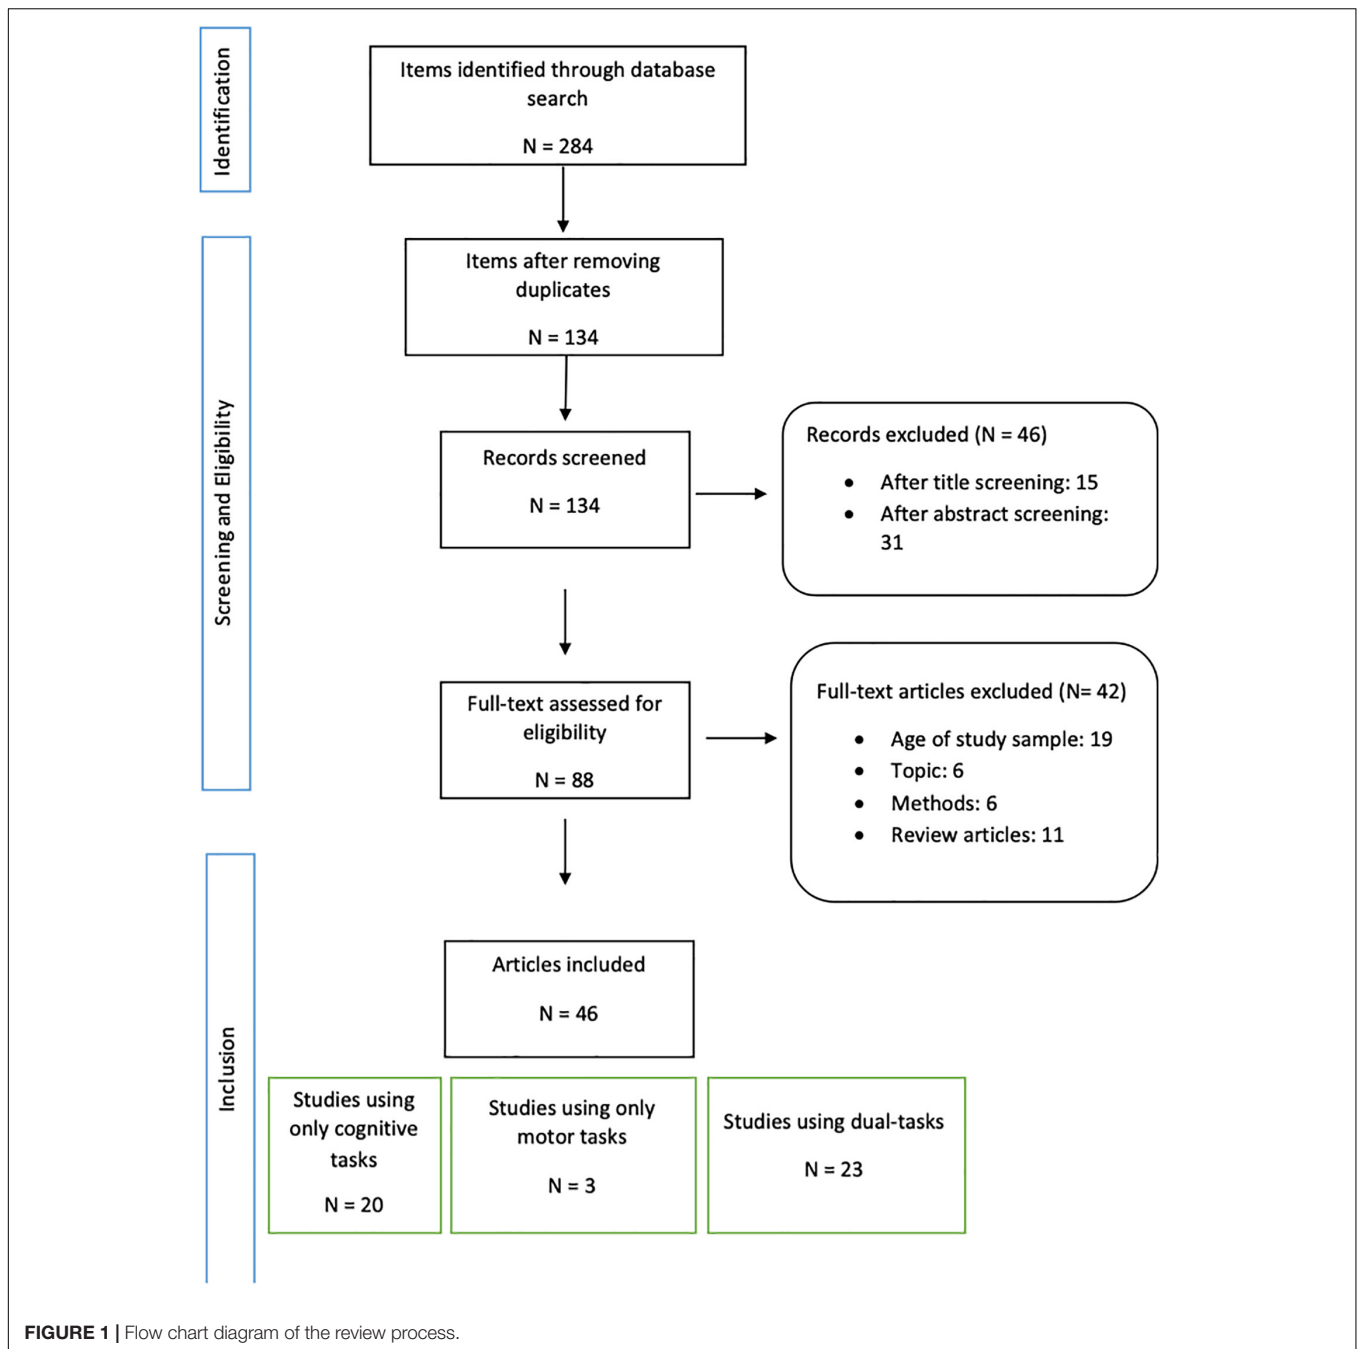 Identification
Items identified through database
search
N = 284
Screening and Eligibility
Items after removing
duplicates
N = 134
Records screened
N = 134
Records excluded (N = 46)
• After title screening: 15
• After abstract screening:
31
Full-text assessed for
eligibility
N = 88
Full-text articles excluded (N= 42)
• Age of study sample: 19
• Topic: 6
• Methods: 6
• Review articles: 11
Inclusion
Articles included
N = 46
Studies using
only cognitive
tasks
N = 20
Studies using only
motor tasks
N = 3
Studies using dual-tasks
N = 23
FIGURE 1 | Flow chart diagram of the review process.